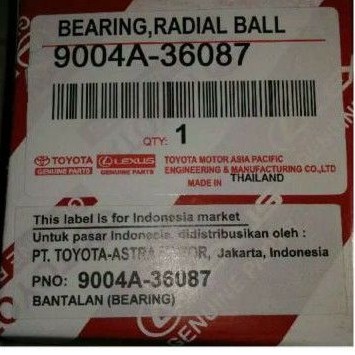 BEARING,RADIAL BALL
9004A-36087
QTY: 1
TOYOTA
GENUINE PARTS
LEXUS
GENUINE PARTS
TOYOTA MOTOR ASIA PACIFIC
ENGINEERING & MANUFACTURING CO.,LTD
MADE IN THAILAND
This label is for Indonesia market
Untuk pasar Indonesia, didistribusikan oleh :
PT. TOYOTA-ASTRA MOTOR, Jakarta, Indonesia
PNO: 9004A-36087
BANTALAN (BEARING)
GENUINE